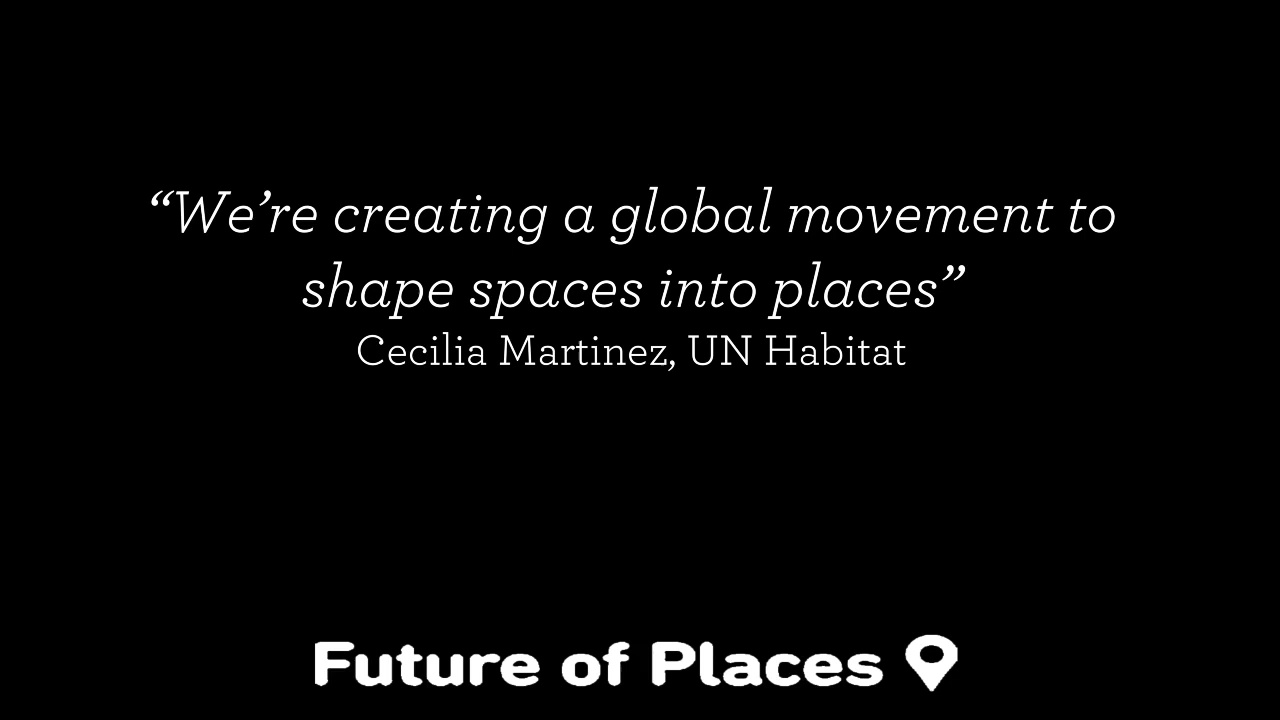 “We’re creating a global movement to
shape spaces into places”
Cecilia Martinez, UN Habitat
Future of Places